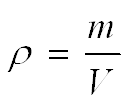 ρ = m/V